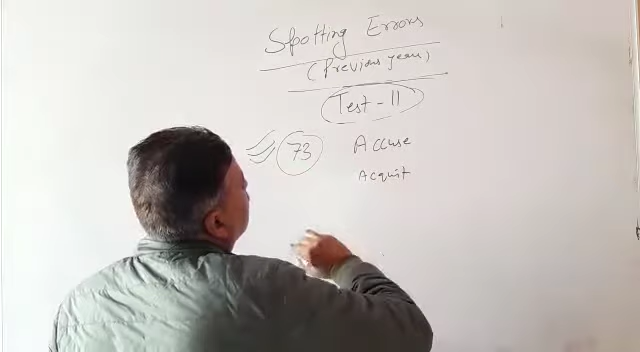 Spotting Errors
(Previous year)
Test - 11
73 Accuse
Acquit